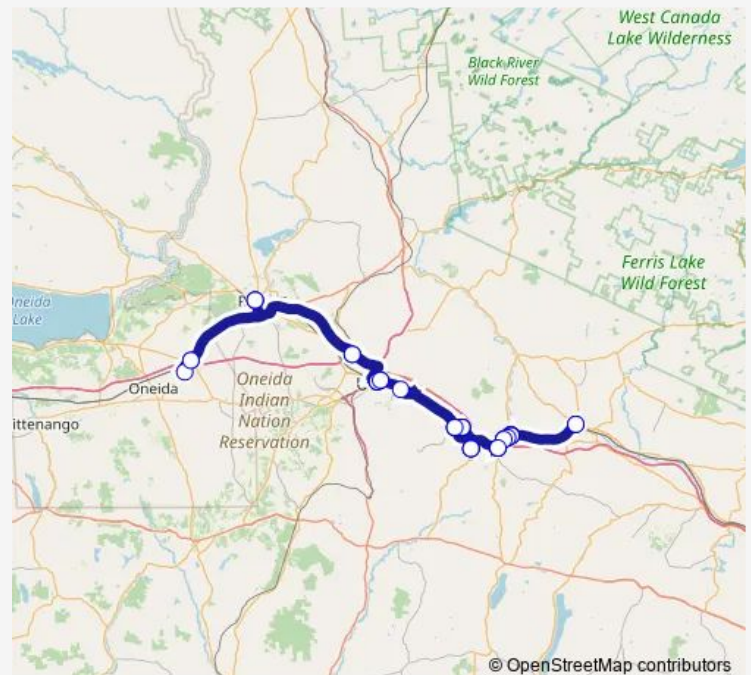 West Canada
Lake Wilderness
Black River
Wild Forest
Ferris Lake
Wild Forest
Lake
Oneida
Oneida
Indian
Nation
Reservation
ittenango
© OpenStreetMap contributors